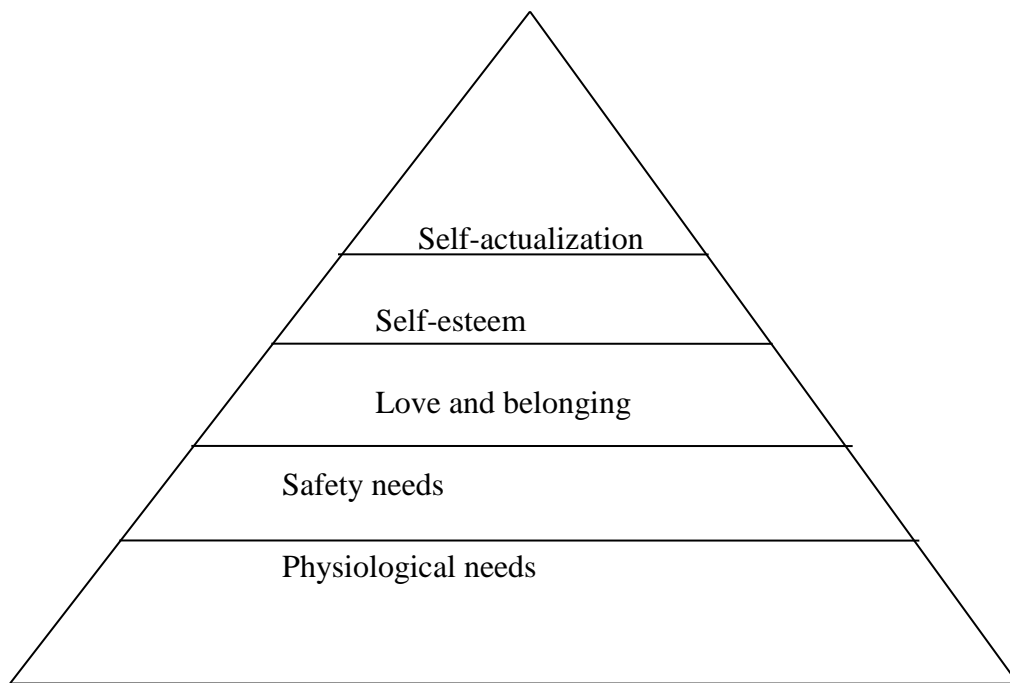 Self-actualization
Self-esteem
Love and belonging
Safety needs
Physiological needs